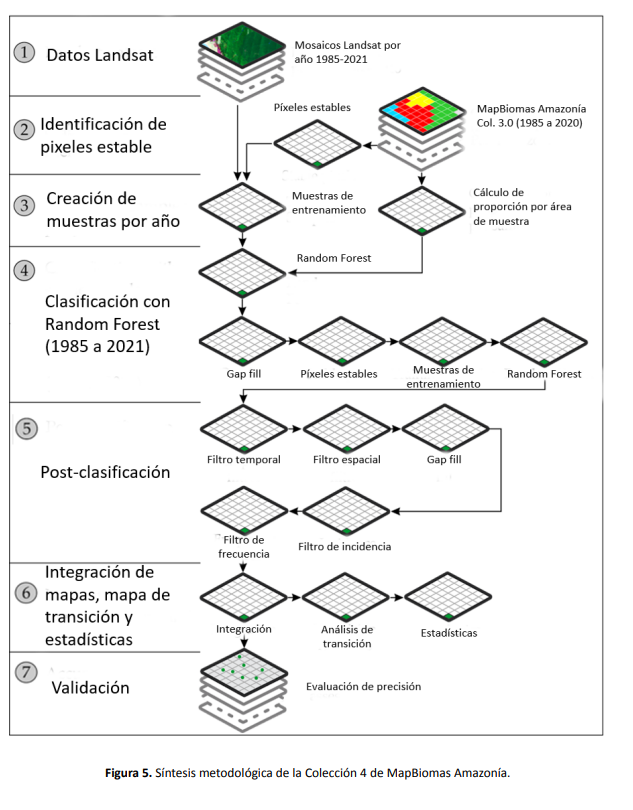 1
Datos Landsat
Mosaicos Landsat por
año 1985-2021
2
Identificación de
pixeles estable
Píxeles estables
MapBiomas Amazonía
Col. 3.0 (1985 a 2020)
3
Creación de
muestras por año
Muestras de
entrenamiento
Cálculo de
proporción por área
de muestra
4
Clasificación con
Random Forest
(1985 a 2021)
Random Forest
Gap fill
Píxeles estables
Muestras de
entrenamiento
Random Forest
5
Post-clasificación
Filtro temporal
Filtro espacial
Gap fill
Filtro de
frecuencia
Filtro de incidencia
6
Integración de
mapas, mapa de
transición y
estadísticas
Integración
Análisis de
transición
Estadísticas
7
Validación
Evaluación de precisión
Figura 5. Síntesis metodológica de la Colección 4 de MapBiomas Amazonía.